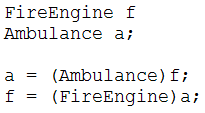 FireEngine f
Ambulance a;
a = (Ambulance)f;
f = (FireEngine)a;